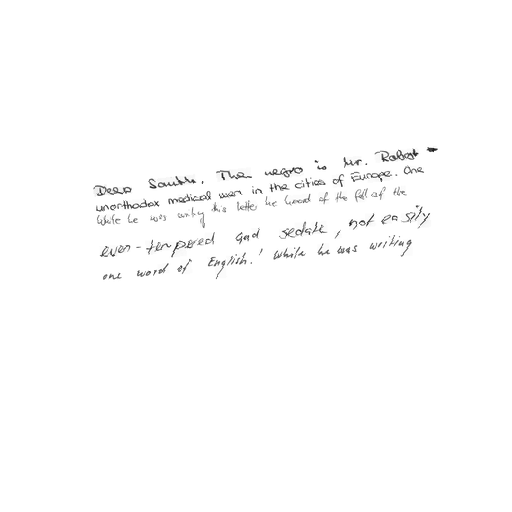 Deep South. The negro is Mr. Robert
unorthodox medical men in the cities of Europe. One
While he was writing this letter he heard of the fall of the
even-tempered and sedate, not easily
one word of English.' While he was writing